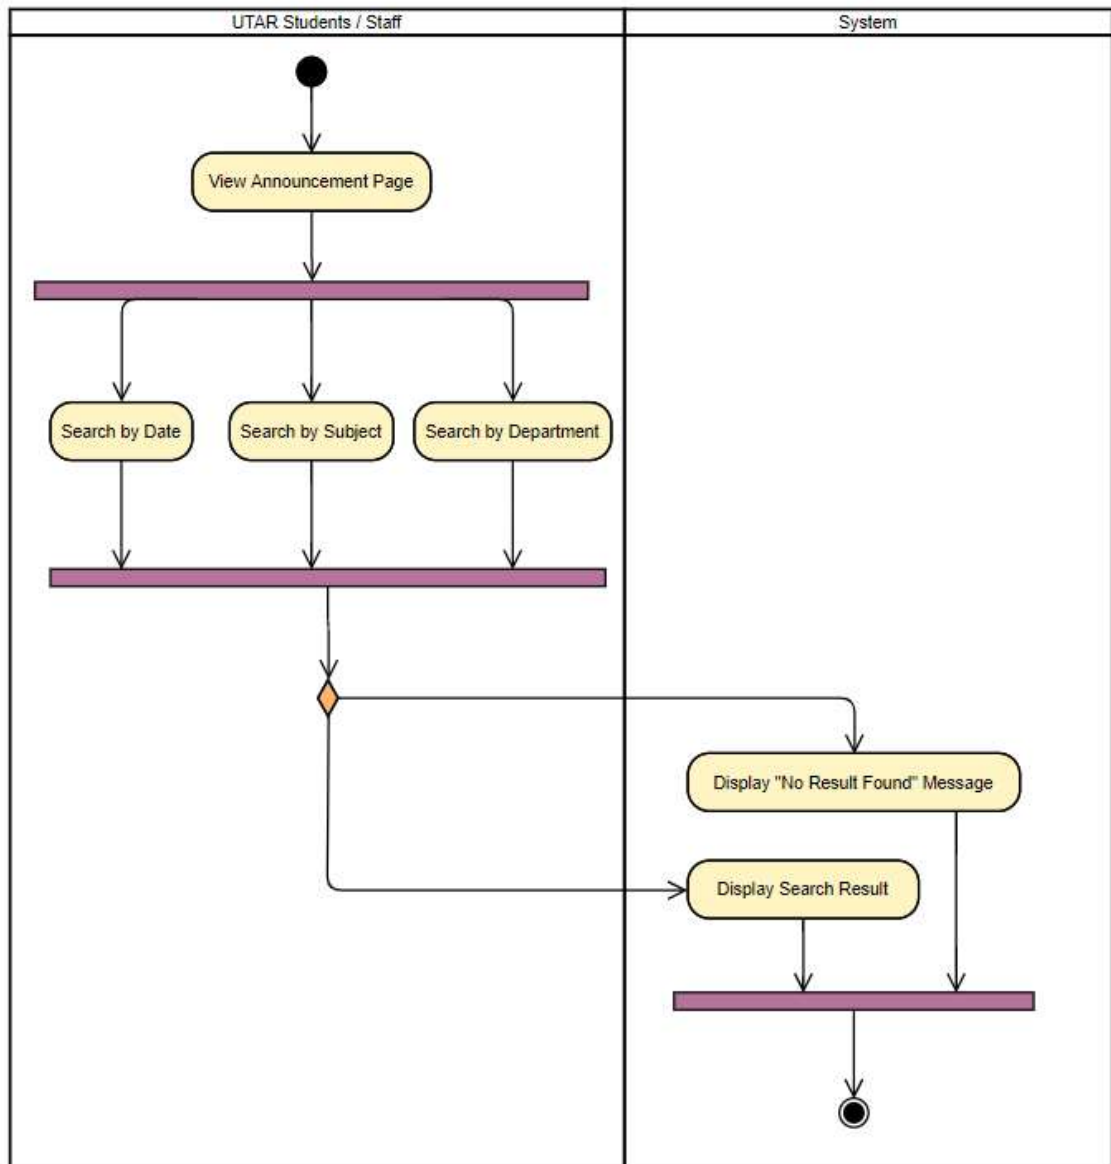 UTAR Students / Staff
System
View Announcement Page
Search by Date
Search by Subject
Search by Department
Display "No Result Found" Message
Display Search Result